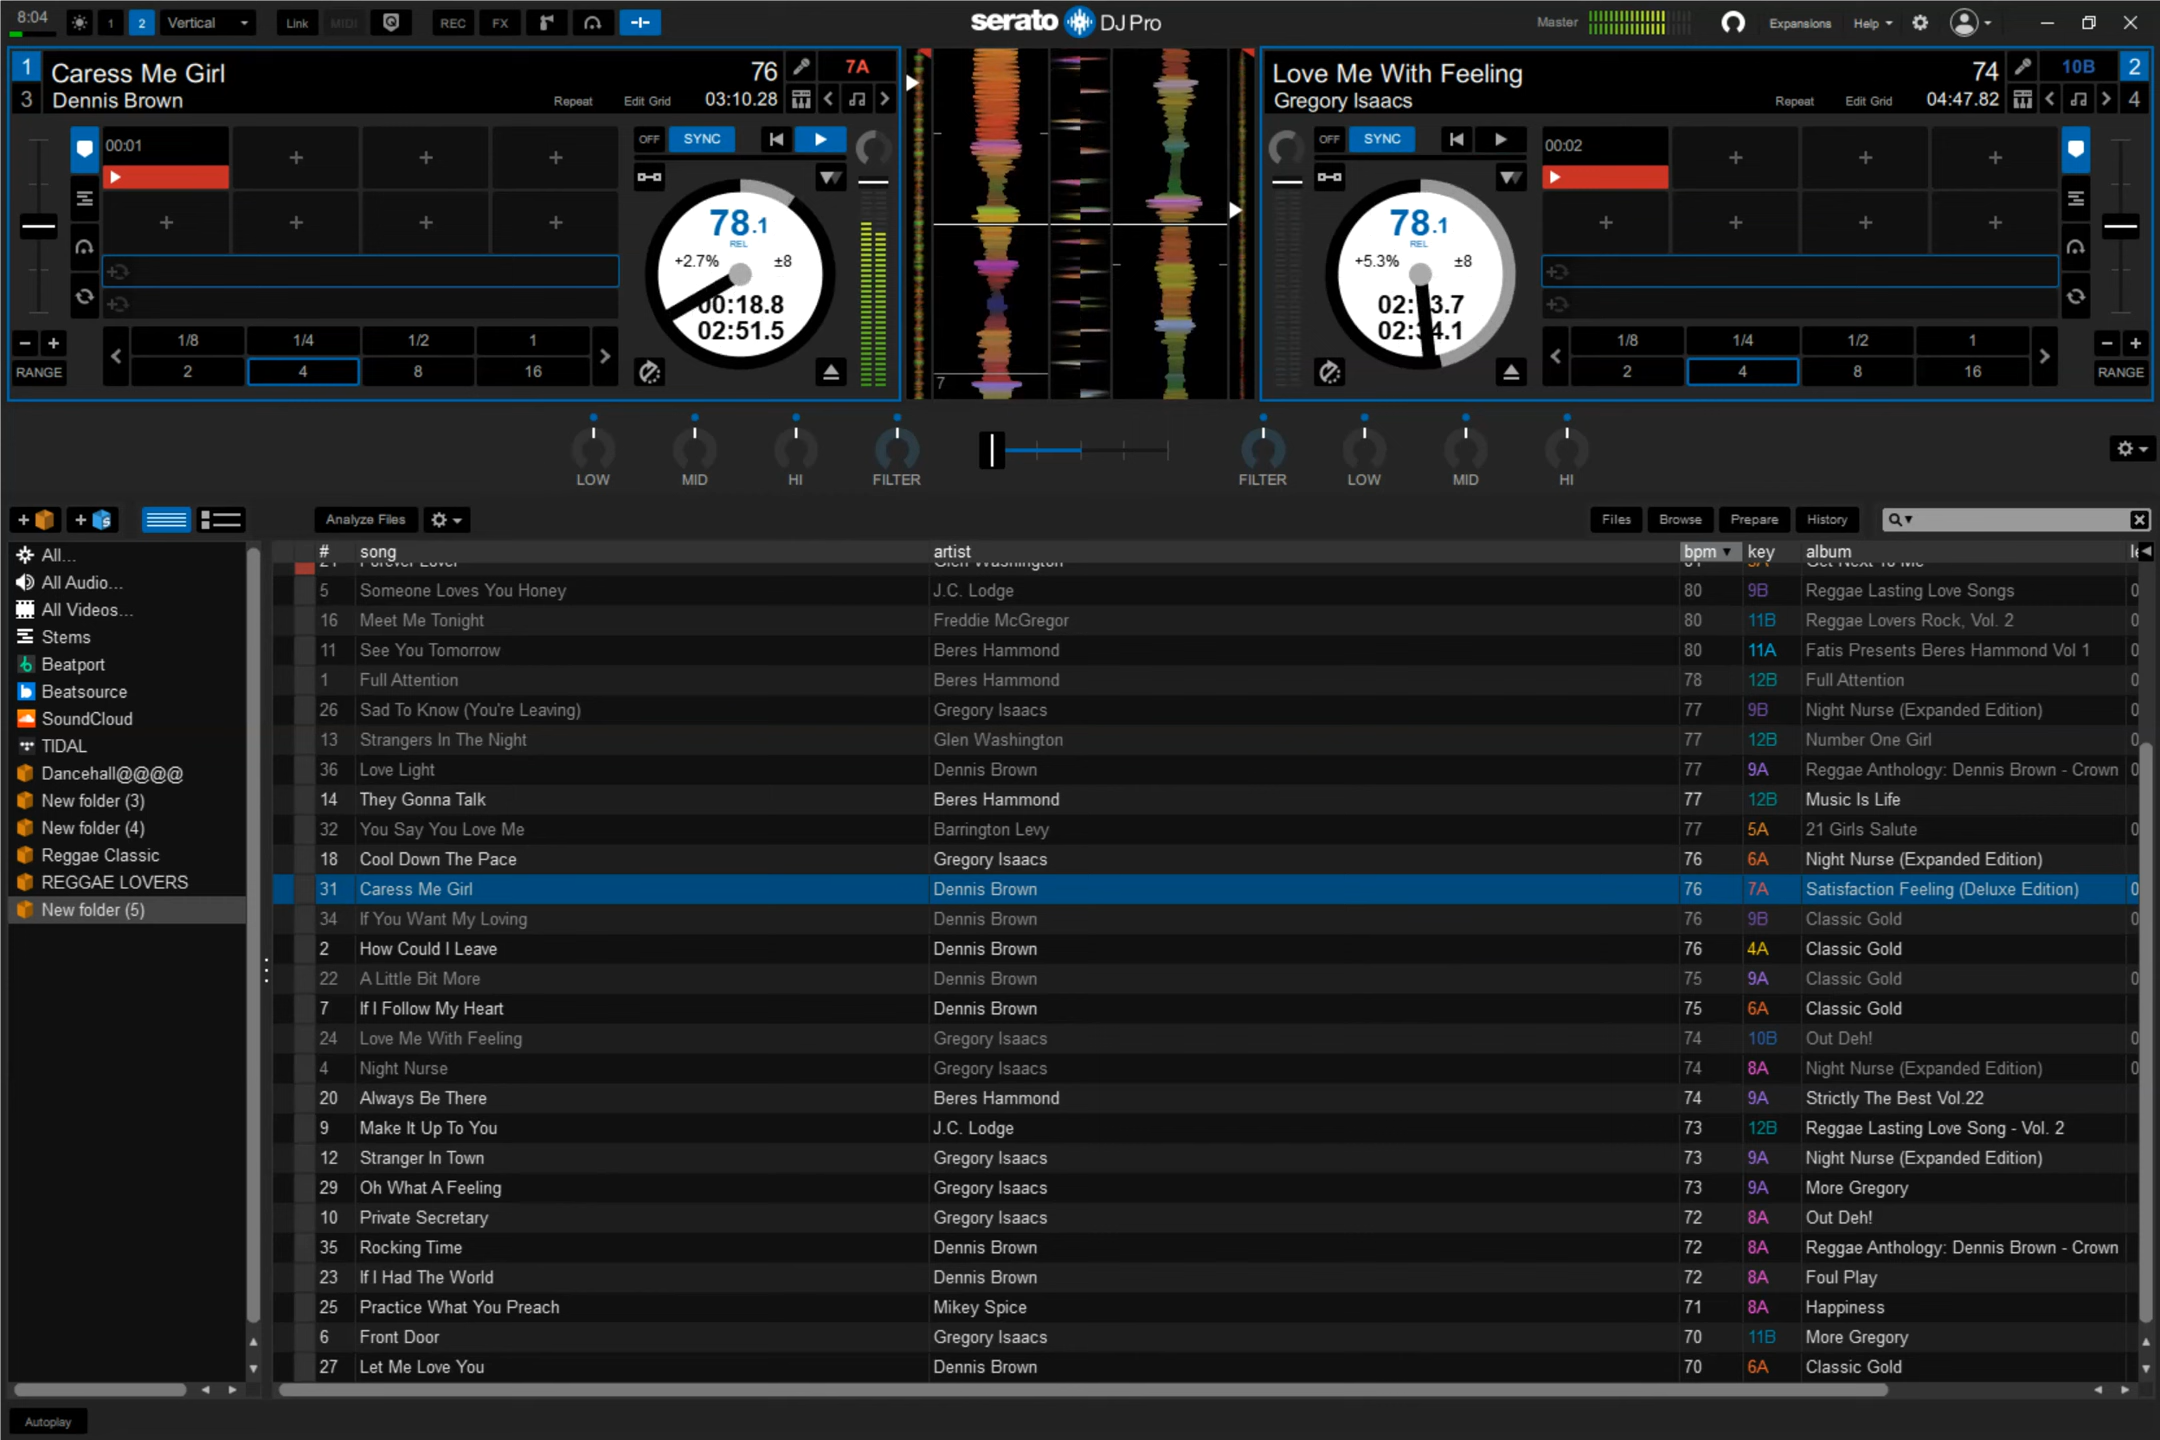 8:04 1 2 Vertical Link MIDI REC FX serato DJ Pro Master Expansions Help
1 Caress Me Girl 76 7A
3 Dennis Brown Repeat Edit Grid 03:10.28
Love Me With Feeling 74 10B 2
Gregory Isaacs Repeat Edit Grid 04:47.82 4
00:01 OFF SYNC
78.1
REL
+2.7% ±8
00:18.8
02:51.5
1/8 1/4 1/2 1
2 4 8 16
RANGE
7
OFF SYNC 00:02
78.1
REL
+5.3% ±8
1/8 1/4 1/2 1
2 4 8 16
RANGE
LOW MID HI FILTER FILTER LOW MID HI
Analyze Files Files Browse Prepare History
All...
All Audio...
All Videos...
Stems
Beatport
Beatsource
SoundCloud
TIDAL
Dancehall@@@@
New folder (3)
New folder (4)
Reggae Classic
REGGAE LOVERS
New folder (5)
# song artist bpm key album
5 Someone Loves You Honey J.C. Lodge 80 9B Reggae Lasting Love Songs 0
16 Meet Me Tonight Freddie McGregor 80 11B Reggae Lovers Rock, Vol. 2 0
11 See You Tomorrow Beres Hammond 80 11A Fatis Presents Beres Hammond Vol 1 0
1 Full Attention Beres Hammond 78 12B Full Attention 0
26 Sad To Know (You're Leaving) Gregory Isaacs 77 9B Night Nurse (Expanded Edition) 0
13 Strangers In The Night Glen Washington 77 12B Number One Girl 0
36 Love Light Dennis Brown 77 9A Reggae Anthology: Dennis Brown - Crown 0
14 They Gonna Talk Beres Hammond 77 12B Music Is Life
32 You Say You Love Me Barrington Levy 77 5A 21 Girls Salute 0
18 Cool Down The Pace Gregory Isaacs 76 6A Night Nurse (Expanded Edition)
31 Caress Me Girl Dennis Brown 76 7A Satisfaction Feeling (Deluxe Edition) 0
34 If You Want My Loving Dennis Brown 76 9B Classic Gold 0
2 How Could I Leave Dennis Brown 76 4A Classic Gold
22 A Little Bit More Dennis Brown 75 9A Classic Gold 0
7 If I Follow My Heart Dennis Brown 75 6A Classic Gold
24 Love Me With Feeling Gregory Isaacs 74 10B Out Deh! 0
4 Night Nurse Gregory Isaacs 74 8A Night Nurse (Expanded Edition) 0
20 Always Be There Beres Hammond 74 9A Strictly The Best Vol.22
9 Make It Up To You J.C. Lodge 73 12B Reggae Lasting Love Song - Vol. 2
12 Stranger In Town Gregory Isaacs 73 9A Night Nurse (Expanded Edition)
29 Oh What A Feeling Gregory Isaacs 73 9A More Gregory
10 Private Secretary Gregory Isaacs 72 8A Out Deh!
35 Rocking Time Dennis Brown 72 8A Reggae Anthology: Dennis Brown - Crown
23 If I Had The World Dennis Brown 72 8A Foul Play
25 Practice What You Preach Mikey Spice 71 8A Happiness
6 Front Door Gregory Isaacs 70 11B More Gregory
27 Let Me Love You Dennis Brown 70 6A Classic Gold
Autoplay